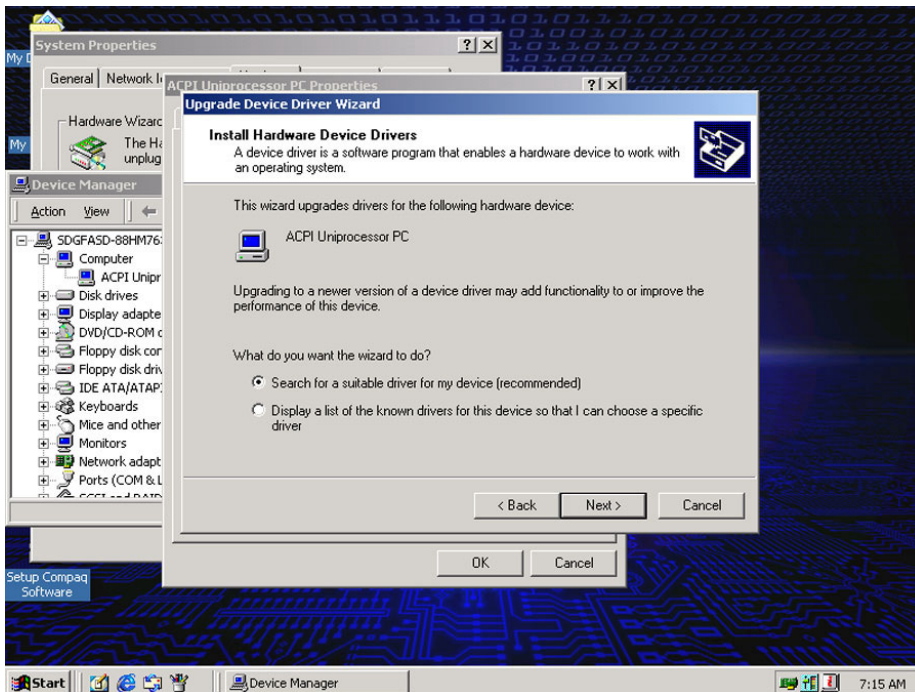 System Properties
My D
General
Network I
Hardware Wizard
The Ha
unplug
My
ACPI Uniprocessor PC Properties
Upgrade Device Driver Wizard
Install Hardware Device Drivers
A device driver is a software program that enables a hardware device to work with
an operating system.
This wizard upgrades drivers for the following hardware device:
ACPI Uniprocessor PC
Upgrading to a newer version of a device driver may add functionality to or improve the
performance of this device.
What do you want the wizard to do?
Search for a suitable driver for my device (recommended)
Display a list of the known drivers for this device so that I can choose a specific
driver
< Back
Next >
Cancel
OK
Cancel
Device Manager
Action View
SDGFASD-88HM76
Computer
ACPI Unipr
Disk drives
Display adapte
DVD/CD-ROM
Floppy disk con
Floppy disk driv
IDE ATA/ATAP
Keyboards
Mice and other
Monitors
Network adapt
Ports (COM & L
Setup Compaq
Software
Start
Device Manager
7:15 AM